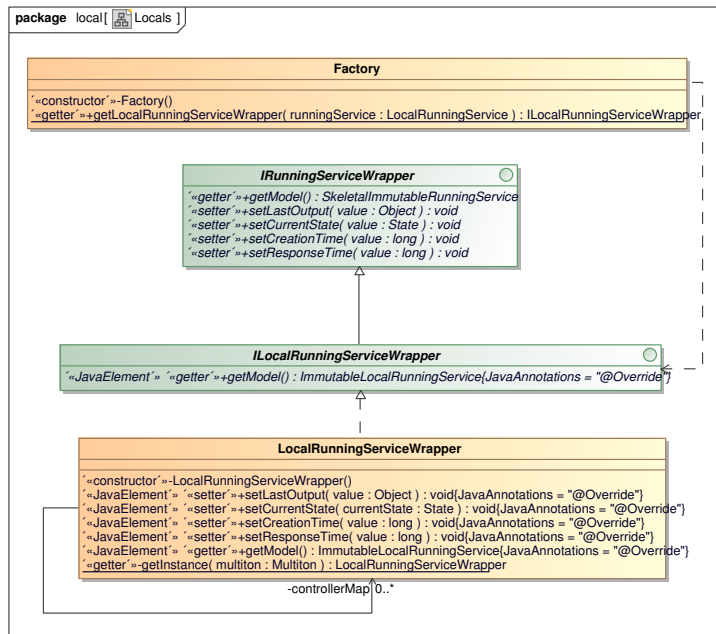 package local[ Locals ]
Factory
´«constructor´»-Factory()
´«getter´»+getLocalRunningServiceWrapper( runningService : LocalRunningService ) : ILocalRunningServiceWrapper
IRunningServiceWrapper
´«getter´»+getModel() : SkeletalImmutableRunningService
´«setter´»+setLastOutput( value : Object ) : void
´«setter´»+setCurrentState( value : State ) : void
´«setter´»+setCreationTime( value : long ) : void
´«setter´»+setResponseTime( value : long ) : void
ILocalRunningServiceWrapper
´«JavaElement´» ´«getter´»+getModel() : ImmutableLocalRunningService{JavaAnnotations = "@Override"}
LocalRunningServiceWrapper
´«constructor´»-LocalRunningServiceWrapper()
´«JavaElement´» ´«setter´»+setLastOutput( value : Object ) : void{JavaAnnotations = "@Override"}
´«JavaElement´» ´«setter´»+setCurrentState( currentState : State ) : void{JavaAnnotations = "@Override"}
´«JavaElement´» ´«setter´»+setCreationTime( value : long ) : void{JavaAnnotations = "@Override"}
´«JavaElement´» ´«setter´»+setResponseTime( value : long ) : void{JavaAnnotations = "@Override"}
´«JavaElement´» ´«getter´»+getModel() : ImmutableLocalRunningService{JavaAnnotations = "@Override"}
´«getter´»-getInstance( multiton : Multiton ) : LocalRunningServiceWrapper
-controllerMap 0..*